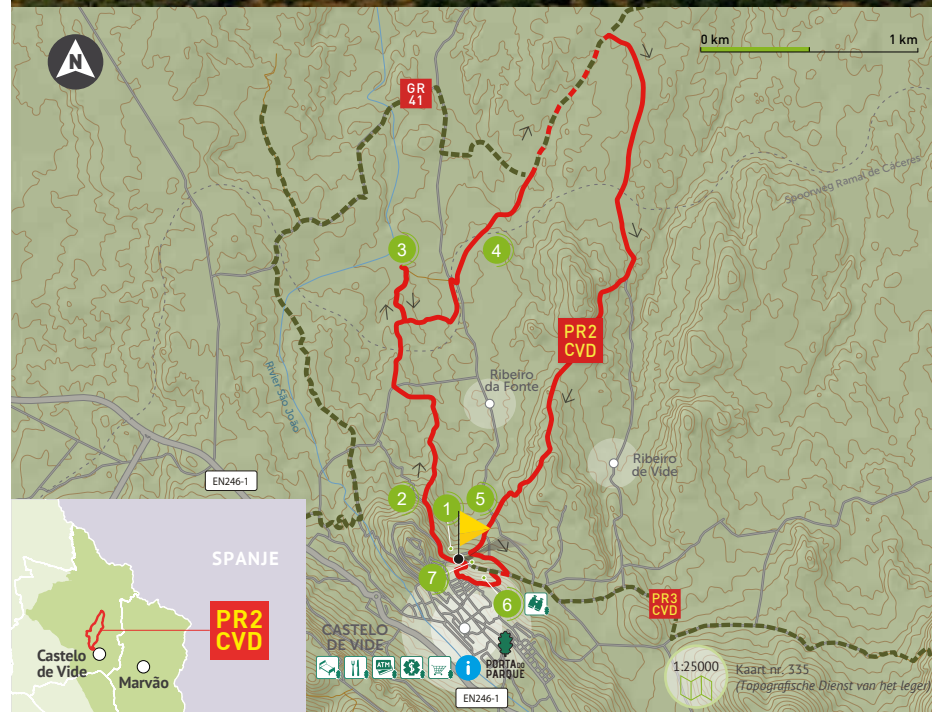 N
0 km
1 km
GR
41
Spoorweg Ramal de Cáceres
3
4
PR2
CVD
Ribeiro
da Fonte
Rivier São João
Ribeiro
de Vide
EN246-1
2
1
5
7
6
PR3
CVD
SPANJE
PR2
CVD
Castelo
de Vide
Marvão
CASTELO
DE VIDE
ATM
i
PORTA DO
PARQUE
EN246-1
1:25000
Kaart nr. 335
(Topografische Dienst van het leger)